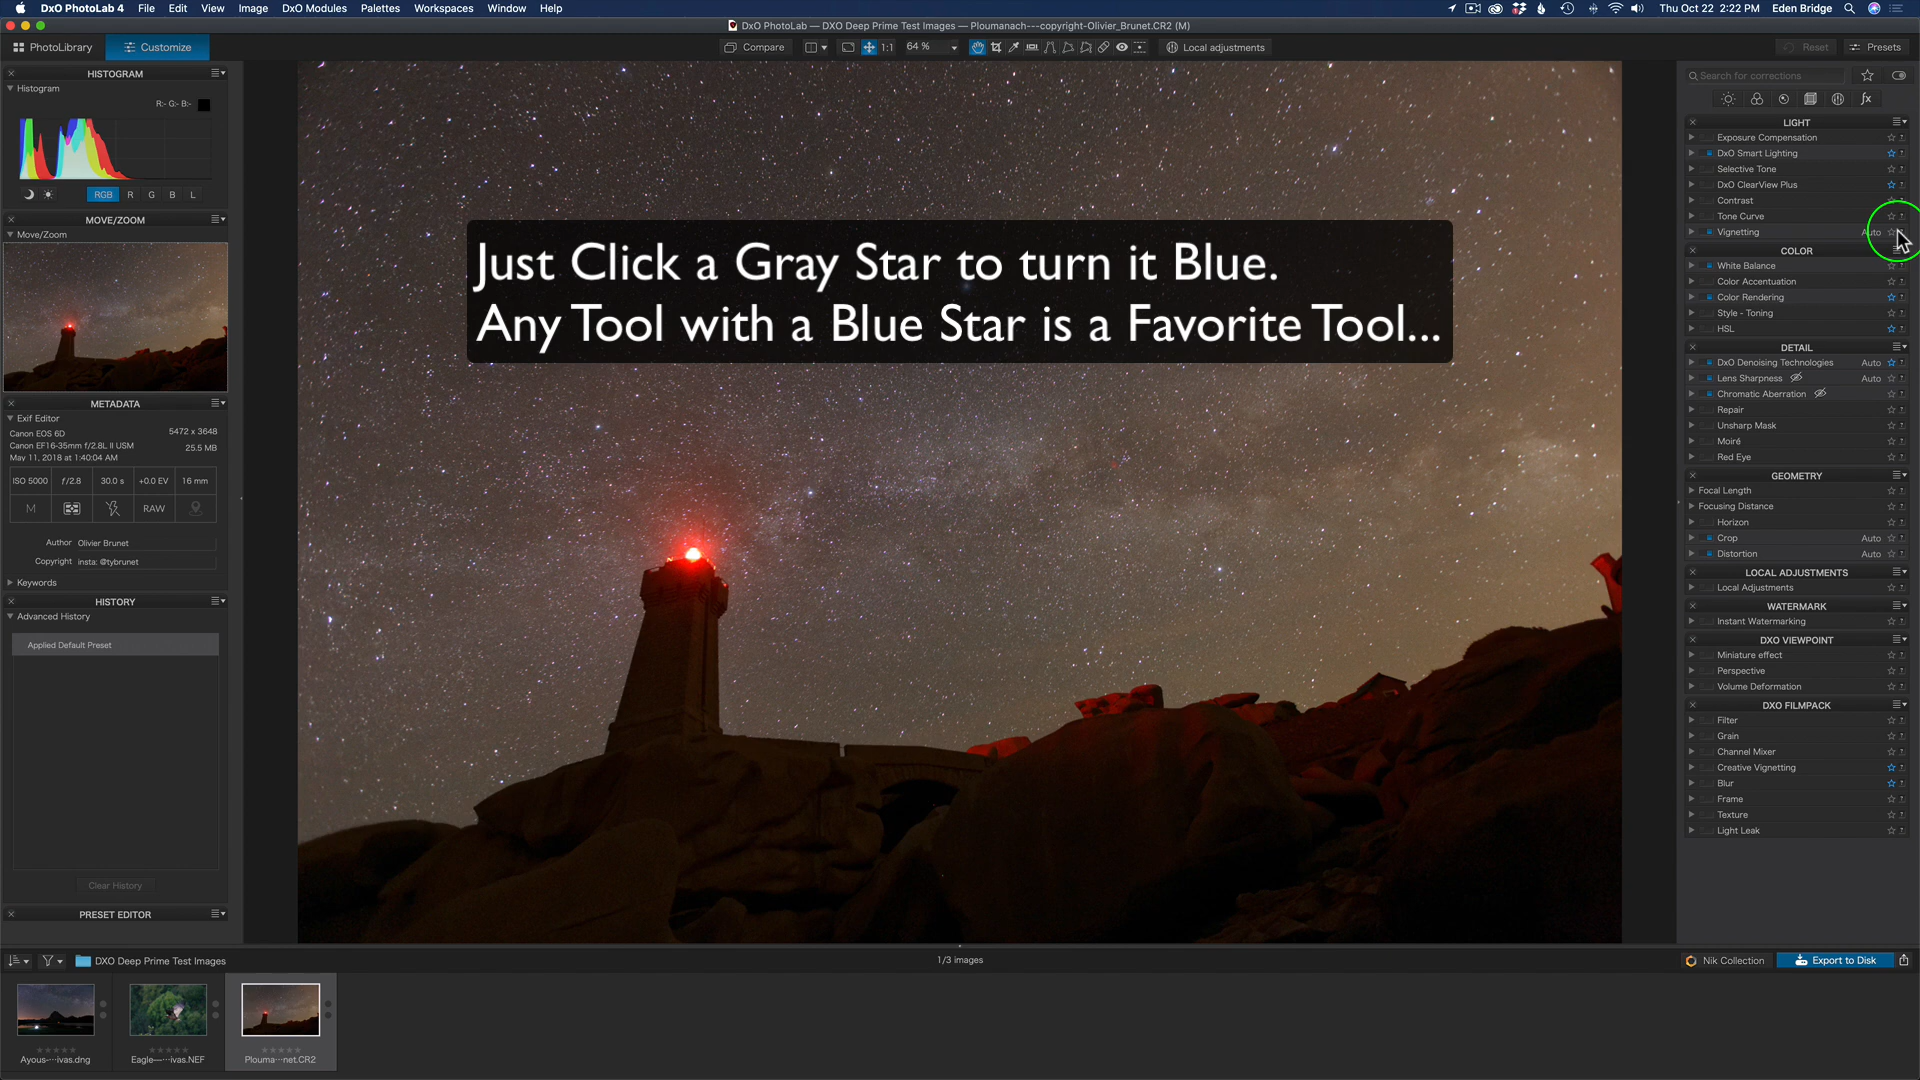 DxO PhotoLab 4 File Edit View Image DxO Modules Palettes Workspaces Window Help Thu Oct 22 2:22 PM Eden Bridge
DxO PhotoLab — DXO Deep Prime Test Images — Ploumanach---copyright-Olivier_Brunet.CR2 (M)
PhotoLibrary Customize Compare 1:1 64 % Local adjustments Reset Presets
HISTOGRAM
Histogram
R:- G:- B:-
RGB R G B L
MOVE/ZOOM
Move/Zoom
METADATA
Exif Editor
Canon EOS 6D 5472 x 3648
Canon EF16-35mm f/2.8L II USM 25.5 MB
May 11, 2018 at 1:40:04 AM
ISO 5000 ƒ/2.8 30.0 s +0.0 EV 16 mm
M RAW
Author Olivier Brunet
Copyright insta: @tybrunet
Keywords
HISTORY
Advanced History
Applied Default Preset
Clear History
PRESET EDITOR
Just Click a Gray Star to turn it Blue.
Any Tool with a Blue Star is a Favorite Tool...
Search for corrections
fx
LIGHT
Exposure Compensation
DxO Smart Lighting
Selective Tone
DxO ClearView Plus
Contrast
Tone Curve
Vignetting Auto
COLOR
White Balance
Color Accentuation
Color Rendering
Style - Toning
HSL
DETAIL
DxO Denoising Technologies Auto
Lens Sharpness Auto
Chromatic Aberration
Repair
Unsharp Mask
Moiré
Red Eye
GEOMETRY
Focal Length
Focusing Distance
Horizon
Crop Auto
Distortion Auto
LOCAL ADJUSTMENTS
Local Adjustments
WATERMARK
Instant Watermarking
DXO VIEWPOINT
Miniature effect
Perspective
Volume Deformation
DXO FILMPACK
Filter
Grain
Channel Mixer
Creative Vignetting
Blur
Frame
Texture
Light Leak
DXO Deep Prime Test Images 1/3 images Nik Collection Export to Disk
Ayous-···ivas.dng Eagle-–···ivas.NEF Plouma···net.CR2